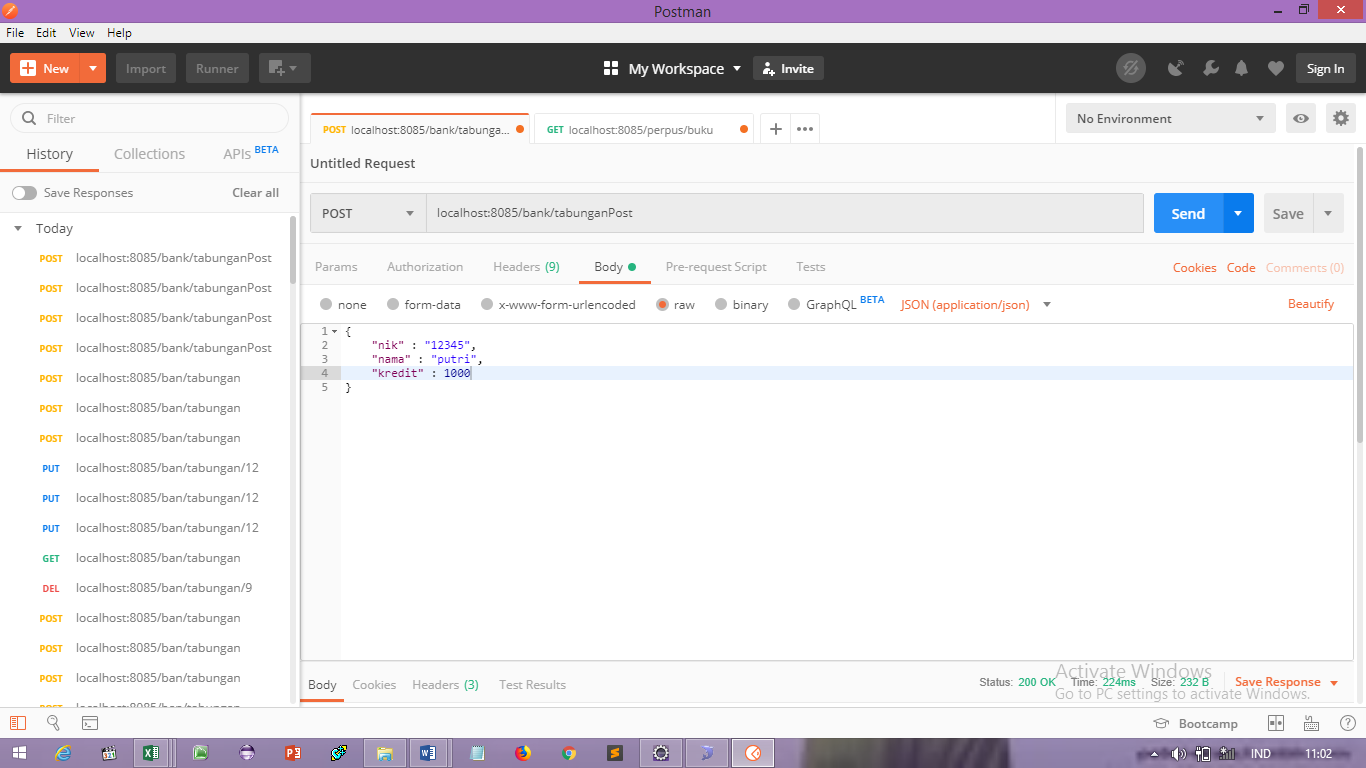 Postman
File Edit View Help
New Import Runner My Workspace Invite Sign In
Filter
History Collections APIs BETA
Save Responses Clear all
Today
POST localhost:8085/bank/tabunganPost
POST localhost:8085/bank/tabunganPost
POST localhost:8085/bank/tabunganPost
POST localhost:8085/bank/tabunganPost
POST localhost:8085/ban/tabungan
POST localhost:8085/ban/tabungan
POST localhost:8085/ban/tabungan
PUT localhost:8085/ban/tabungan/12
PUT localhost:8085/ban/tabungan/12
PUT localhost:8085/ban/tabungan/12
GET localhost:8085/ban/tabungan
DEL localhost:8085/ban/tabungan/9
POST localhost:8085/ban/tabungan
POST localhost:8085/ban/tabungan
POST localhost:8085/ban/tabungan
POST localhost:8085/bank/tabunga... GET localhost:8085/perpus/buku
No Environment
Untitled Request
POST localhost:8085/bank/tabunganPost Send Save
Params Authorization Headers (9) Body Pre-request Script Tests Cookies Code Comments (0)
none form-data x-www-form-urlencoded raw binary GraphQL BETA JSON (application/json) Beautify
1 {
2 "nik" : "12345",
3 "nama" : "putri",
4 "kredit" : 1000
5 }
Body Cookies Headers (3) Test Results Status: 200 OK Time: 224ms Size: 232 B Save Response
Activate Windows
Go to PC settings to activate Windows.
Bootcamp
IND 11:02